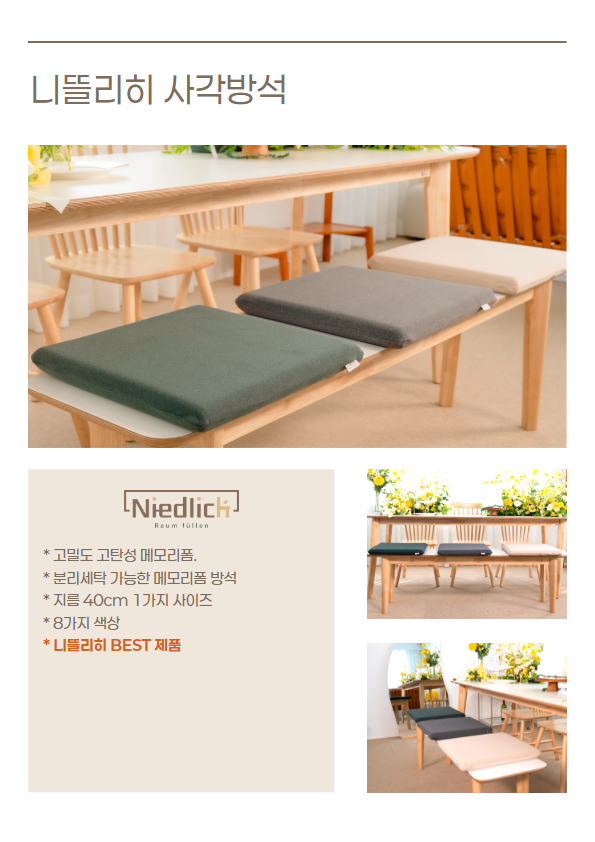 니뜰리히 사각방석
Niedlich
Raum füllen
* 고밀도 고탄성 메모리폼.
* 분리세탁 가능한 메모리폼 방석
* 지름 40cm 1가지 사이즈
* 8가지 색상
* 니뜰리히 BEST 제품